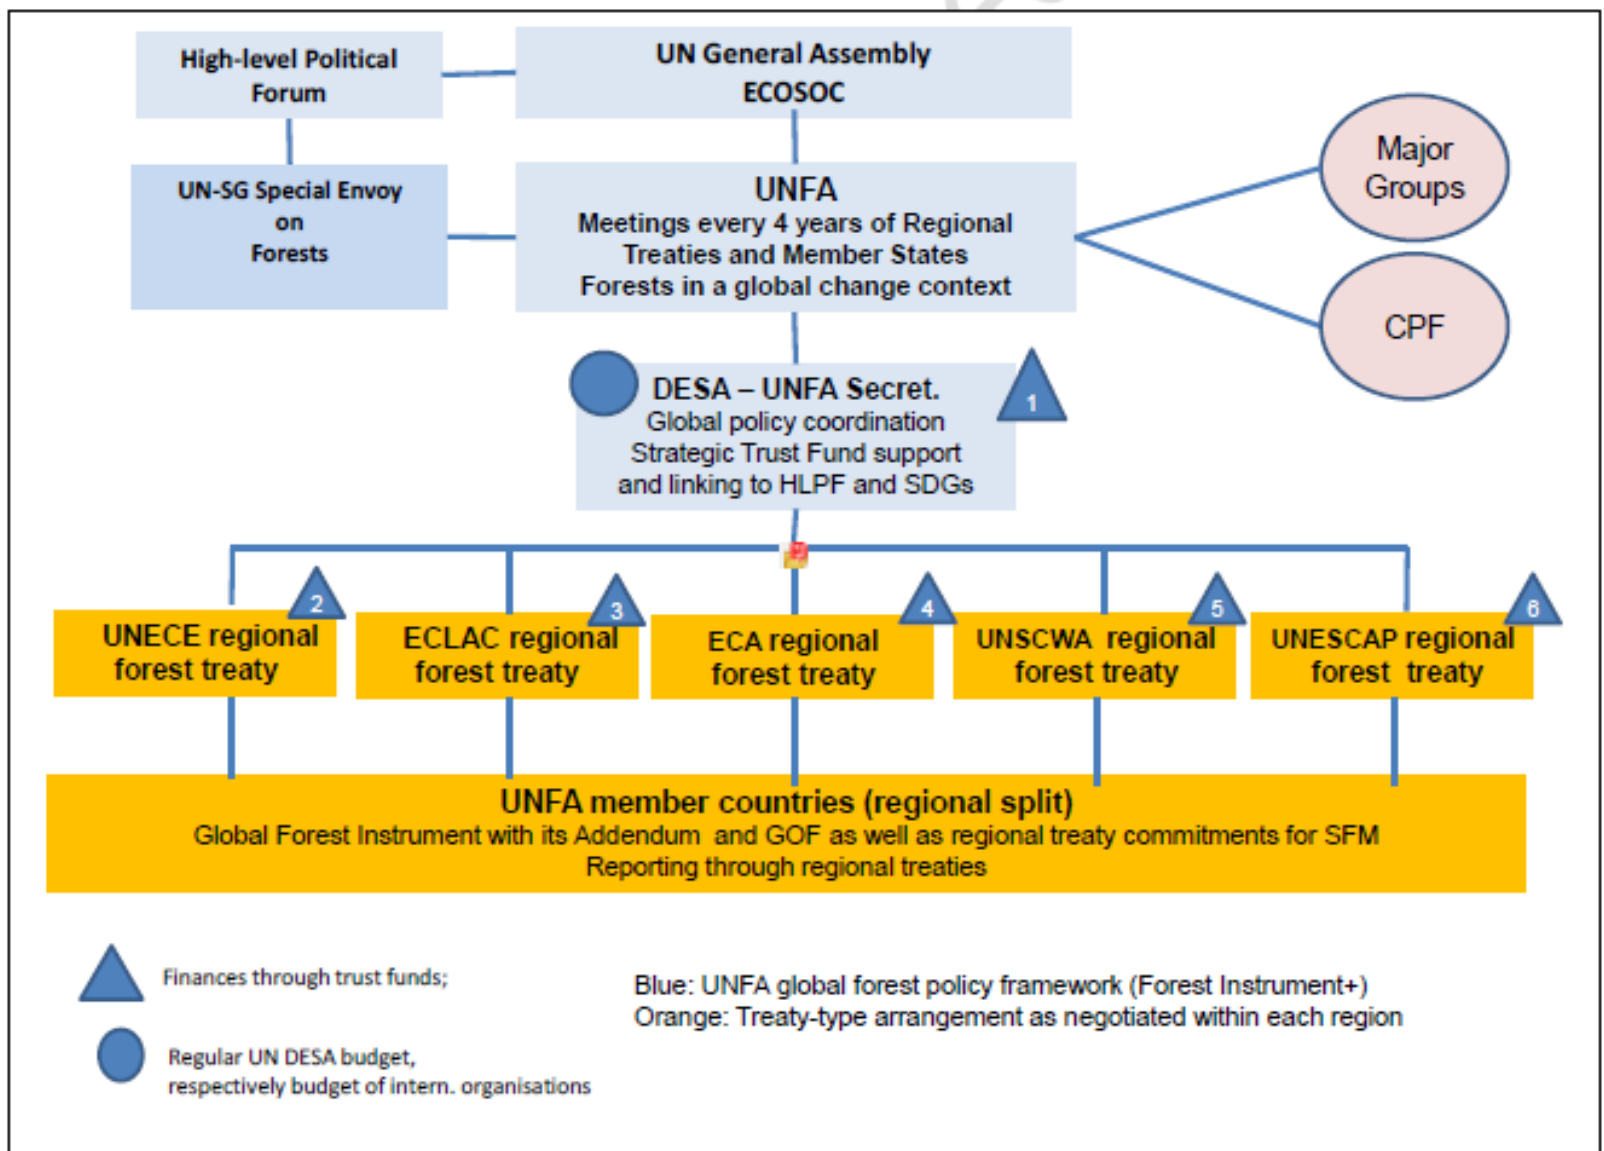 High-level Political
Forum
UN General Assembly
ECOSOC
UN-SG Special Envoy
on
Forests
UNFA
Meetings every 4 years of Regional
Treaties and Member States
Forests in a global change context
Major
Groups
CPF
DESA – UNFA Secret.
Global policy coordination
Strategic Trust Fund support
and linking to HLPF and SDGs
1
2
3
4
5
6
UNECE regional
forest treaty
ECLAC regional
forest treaty
ECA regional
forest treaty
UNSCWA regional
forest treaty
UNESCAP regional
forest treaty
UNFA member countries (regional split)
Global Forest Instrument with its Addendum and GOF as well as regional treaty commitments for SFM
Reporting through regional treaties
Finances through trust funds;
Regular UN DESA budget,
respectively budget of intern. organisations
Blue: UNFA global forest policy framework (Forest Instrument+)
Orange: Treaty-type arrangement as negotiated within each region